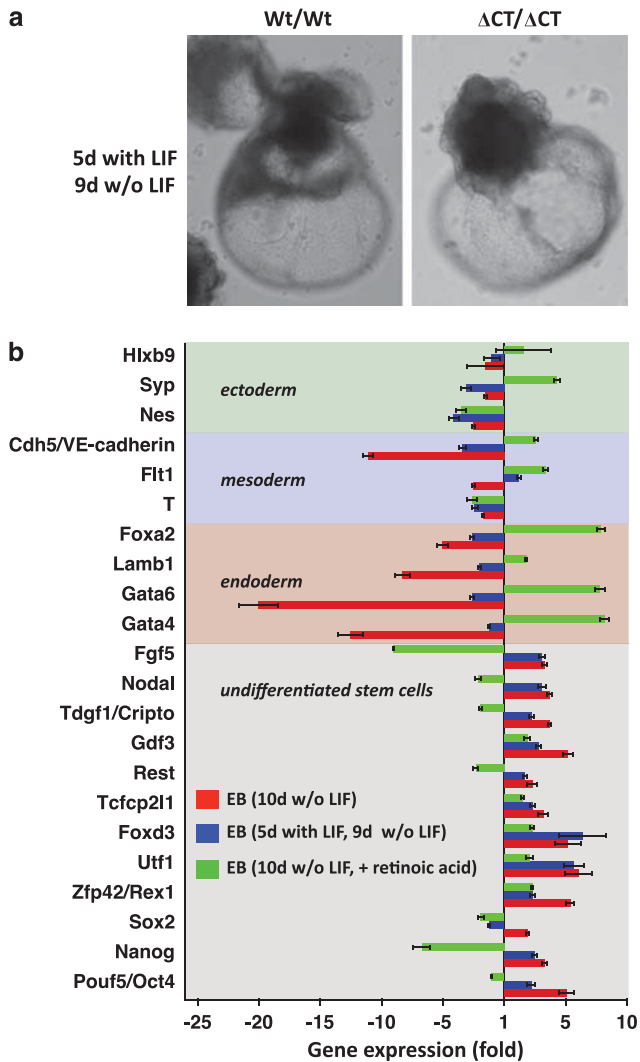 a
Wt/Wt
ΔCT/ΔCT
5d with LIF
9d w/o LIF
b
Hlxb9
Syp
Nes
ectoderm
Cdh5/VE-cadherin
Flt1
T
mesoderm
Foxa2
Lamb1
Gata6
Gata4
endoderm
Fgf5
Nodal
Tdgf1/Cripto
Gdf3
Rest
Tcfcp2l1
Foxd3
Utf1
Zfp42/Rex1
Sox2
Nanog
Pouf5/Oct4
undifferentiated stem cells
EB (10d w/o LIF)
EB (5d with LIF, 9d w/o LIF)
EB (10d w/o LIF, + retinoic acid)
-25 -20 -15 -10 -5 1 5 10
Gene expression (fold)